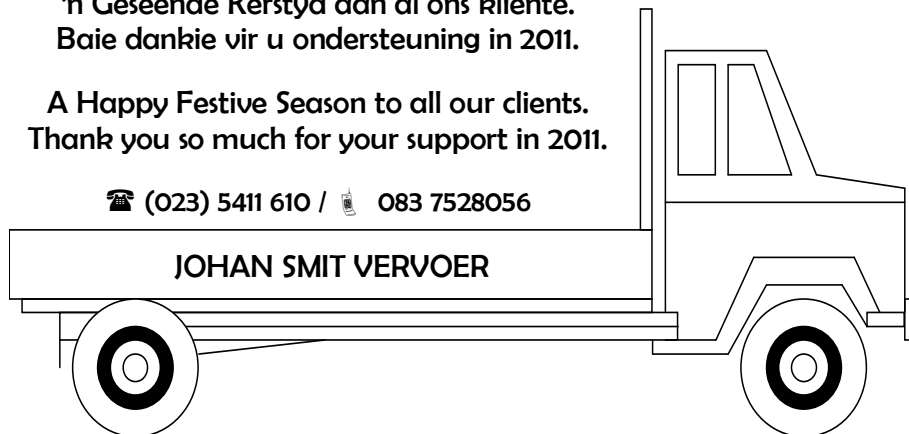 'n Geseënde Kerstyd aan al ons kliënte.
Baie dankie vir u ondersteuning in 2011.
A Happy Festive Season to all our clients.
Thank you so much for your support in 2011.
(023) 5411 610 / 083 7528056
JOHAN SMIT VERVOER